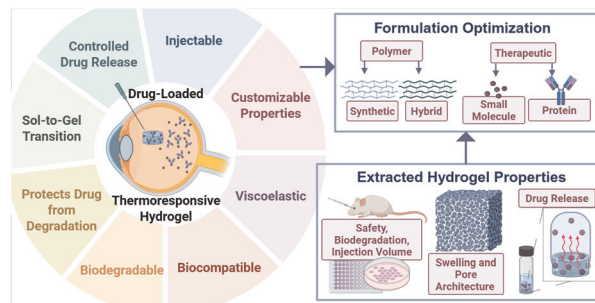 Controlled
Drug Release
Injectable
Customizable
Properties
Viscoelastic
Biocompatible
Biodegradable
Protects Drug
from
Degradation
Sol-to-Gel
Transition
Drug-Loaded
Thermoresponsive
Hydrogel
Formulation Optimization
Polymer
Therapeutic
Synthetic
Hybrid
Small
Molecule
Protein
Extracted Hydrogel Properties
Safety,
Biodegradation,
Injection Volume
Swelling and
Pore
Architecture
Drug Release